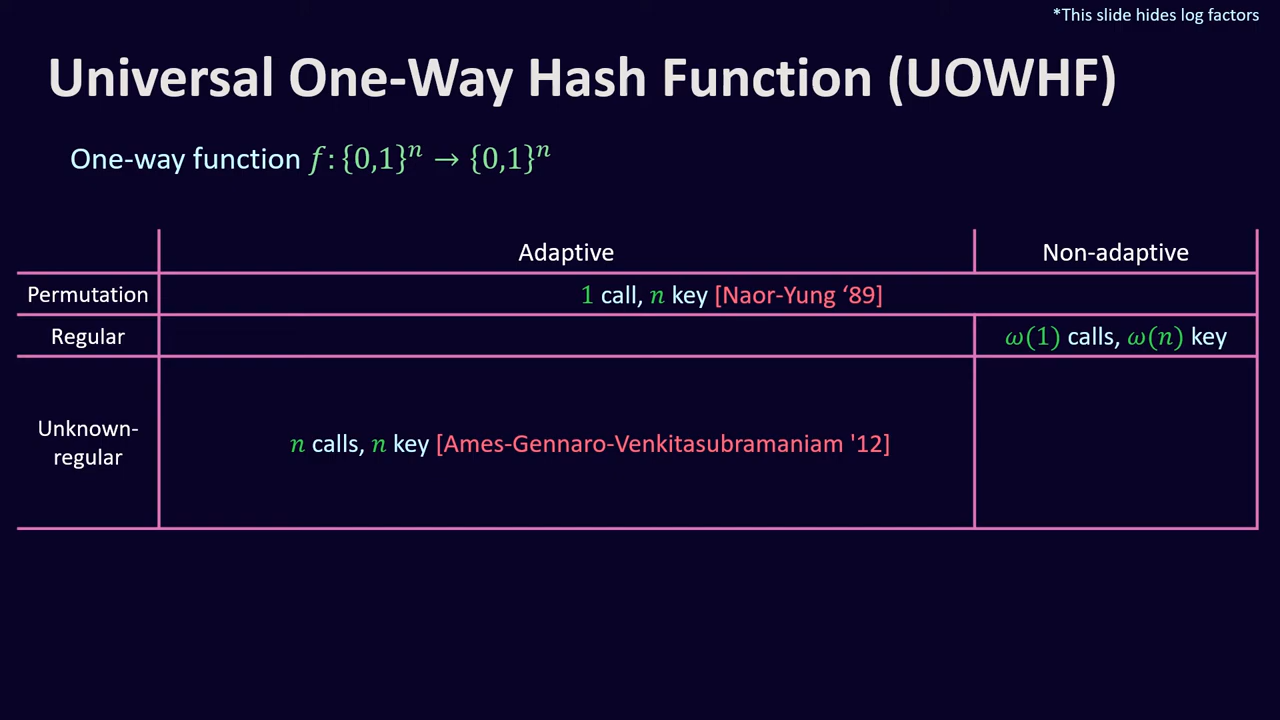 *This slide hides log factors
Universal One-Way Hash Function (UOWHF)
One-way function 𝑓: {0,1}ⁿ → {0,1}ⁿ
Adaptive
Non-adaptive
Permutation
1 call, 𝑛 key [Naor-Yung ‘89]
Regular
𝜔(1) calls, 𝜔(𝑛) key
Unknown-
regular
𝑛 calls, 𝑛 key [Ames-Gennaro-Venkitasubramaniam '12]